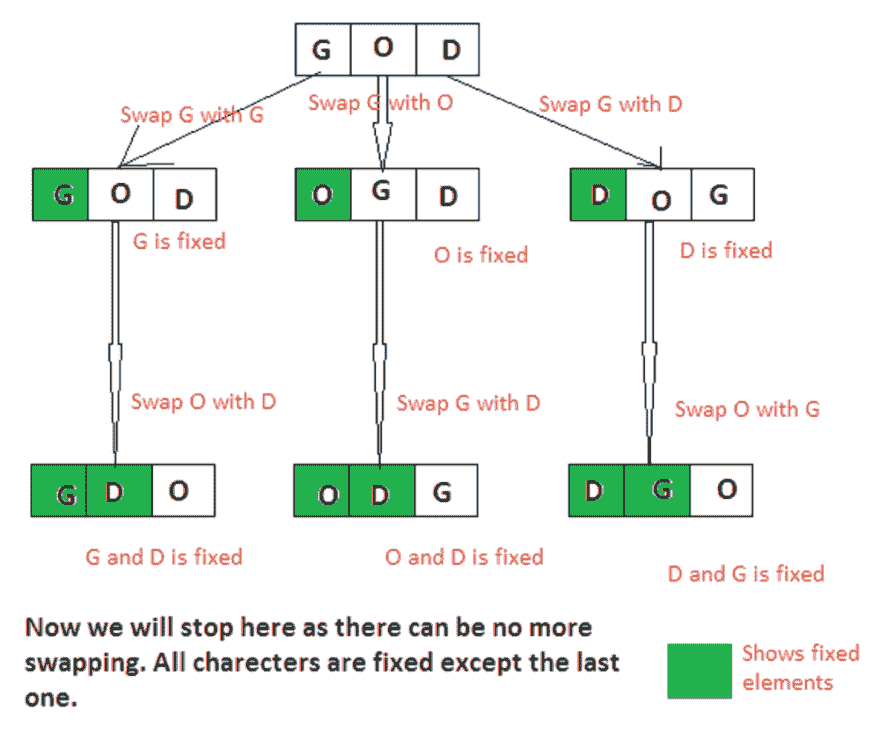 G O D
Swap G with G
Swap G with O
Swap G with D
G O D
O G D
D O G
G is fixed
O is fixed
D is fixed
Swap O with D
Swap G with D
Swap O with G
G D O
O D G
D G O
G and D is fixed
O and D is fixed
D and G is fixed
Now we will stop here as there can be no more
swapping. All charecters are fixed except the last
one.
Shows fixed
elements